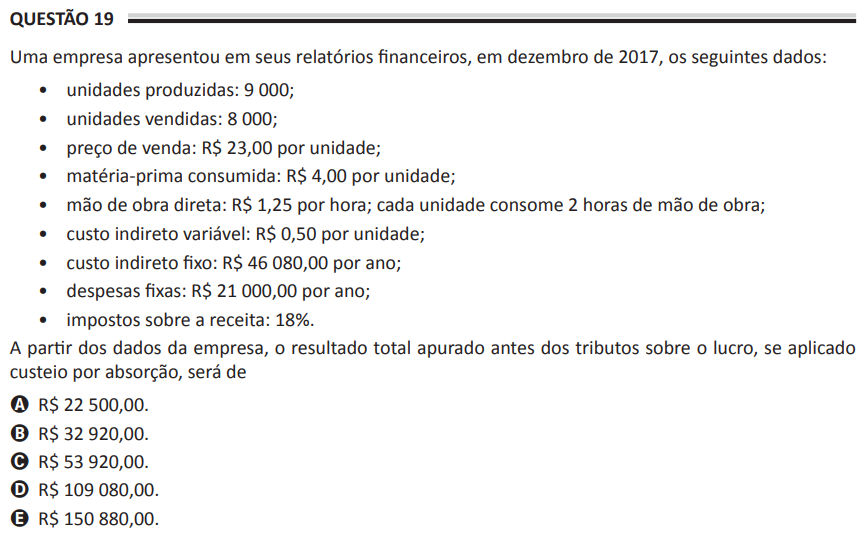 QUESTÃO 19
Uma empresa apresentou em seus relatórios financeiros, em dezembro de 2017, os seguintes dados:
• unidades produzidas: 9 000;
• unidades vendidas: 8 000;
• preço de venda: R$ 23,00 por unidade;
• matéria-prima consumida: R$ 4,00 por unidade;
• mão de obra direta: R$ 1,25 por hora; cada unidade consome 2 horas de mão de obra;
• custo indireto variável: R$ 0,50 por unidade;
• custo indireto fixo: R$ 46 080,00 por ano;
• despesas fixas: R$ 21 000,00 por ano;
• impostos sobre a receita: 18%.
A partir dos dados da empresa, o resultado total apurado antes dos tributos sobre o lucro, se aplicado
custeio por absorção, será de
A R$ 22 500,00.
B R$ 32 920,00.
C R$ 53 920,00.
D R$ 109 080,00.
E R$ 150 880,00.